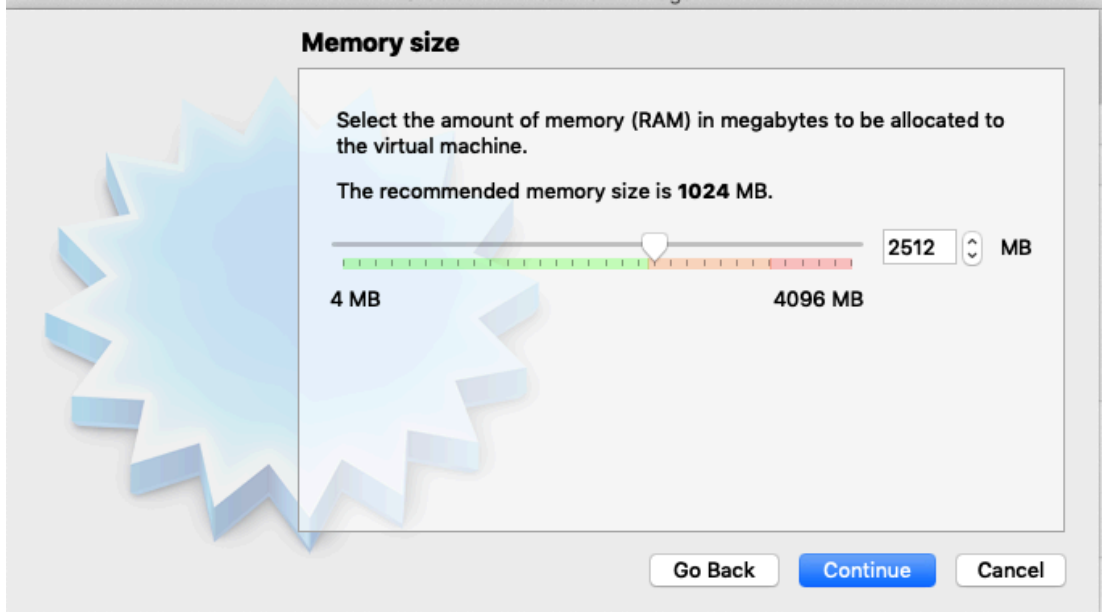 Memory size
Select the amount of memory (RAM) in megabytes to be allocated to
the virtual machine.
The recommended memory size is 1024 MB.
2512 MB
4 MB 4096 MB
Go Back Continue Cancel